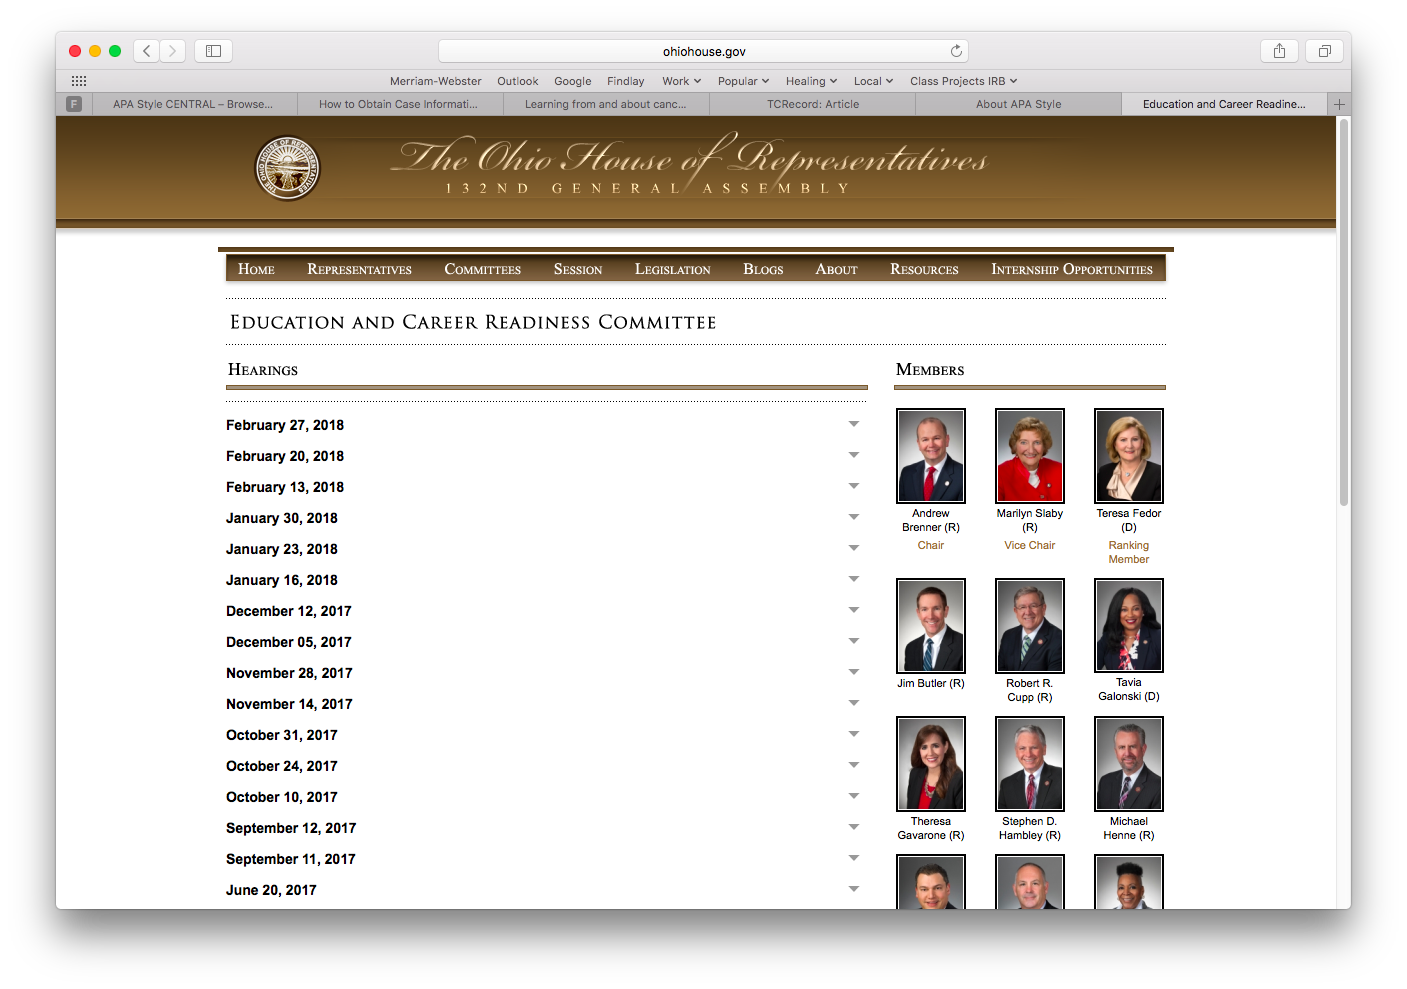 ohiohouse.gov
Merriam-Webster Outlook Google Findlay Work Popular Healing Local Class Projects IRB
F APA Style CENTRAL – Browse... How to Obtain Case Informati... Learning from and about canc... TCRecord: Article About APA Style Education and Career Readine...
THE OHIO HOUSE OF REPRESENTATIVES
The Ohio House of Representatives
132ND GENERAL ASSEMBLY
Home Representatives Committees Session Legislation Blogs About Resources Internship Opportunities
Education and Career Readiness Committee
Hearings
February 27, 2018
February 20, 2018
February 13, 2018
January 30, 2018
January 23, 2018
January 16, 2018
December 12, 2017
December 05, 2017
November 28, 2017
November 14, 2017
October 31, 2017
October 24, 2017
October 10, 2017
September 12, 2017
September 11, 2017
June 20, 2017
Members
Andrew
Brenner (R)
Chair
Marilyn Slaby
(R)
Vice Chair
Teresa Fedor
(D)
Ranking
Member
Jim Butler (R)
Robert R.
Cupp (R)
Tavia
Galonski (D)
Theresa
Gavarone (R)
Stephen D.
Hambley (R)
Michael
Henne (R)